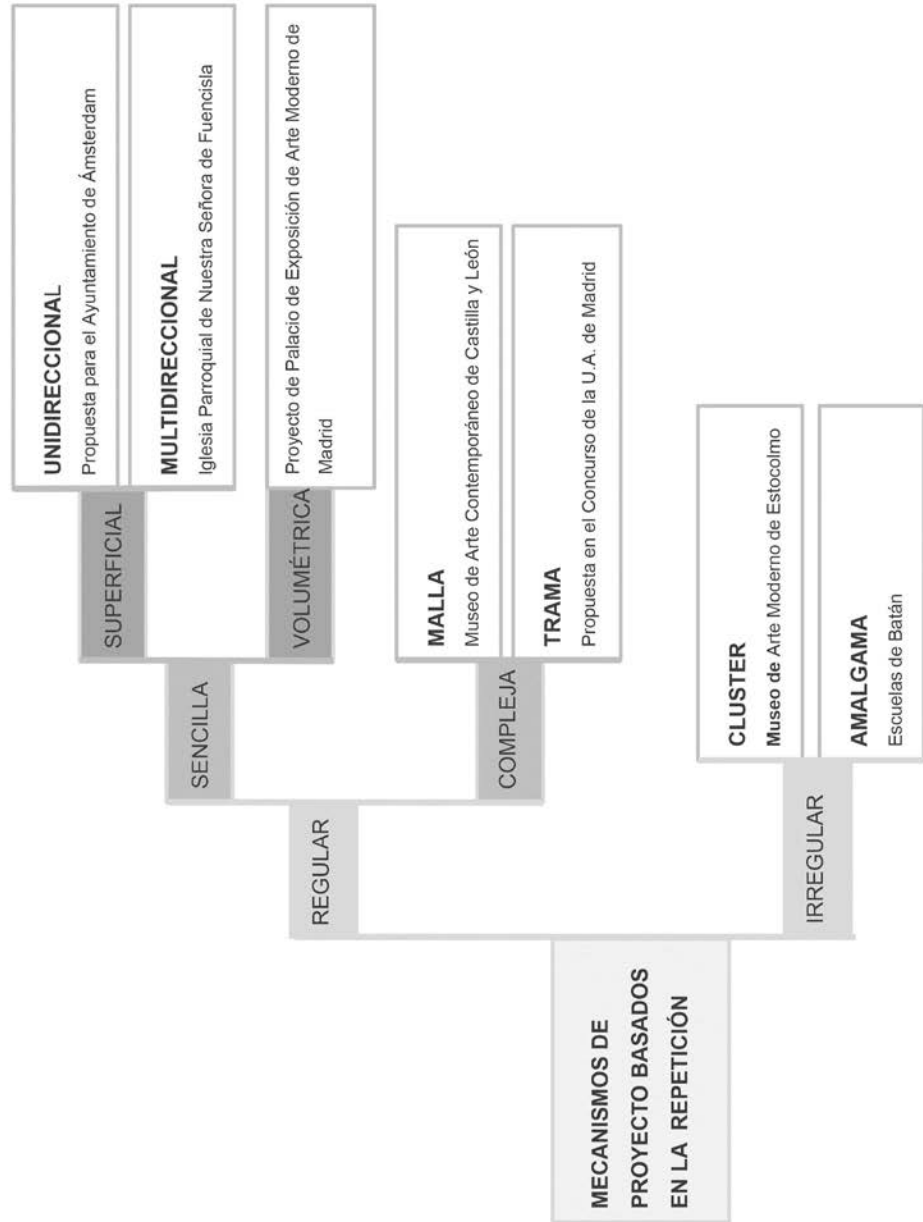 MECANISMOS DE
PROYECTO BASADOS
EN LA REPETICIÓN
REGULAR
SENCILLA
SUPERFICIAL
UNIDIRECCIONAL
Propuesta para el Ayuntamiento de Ámsterdam
MULTIDIRECCIONAL
Iglesia Parroquial de Nuestra Señora de Fuencisla
VOLUMÉTRICA
Proyecto de Palacio de Exposición de Arte Moderno de
Madrid
COMPLEJA
MALLA
Museo de Arte Contemporáneo de Castilla y León
TRAMA
Propuesta en el Concurso de la U.A. de Madrid
IRREGULAR
CLUSTER
Museo de Arte Moderno de Estocolmo
AMALGAMA
Escuelas de Batán